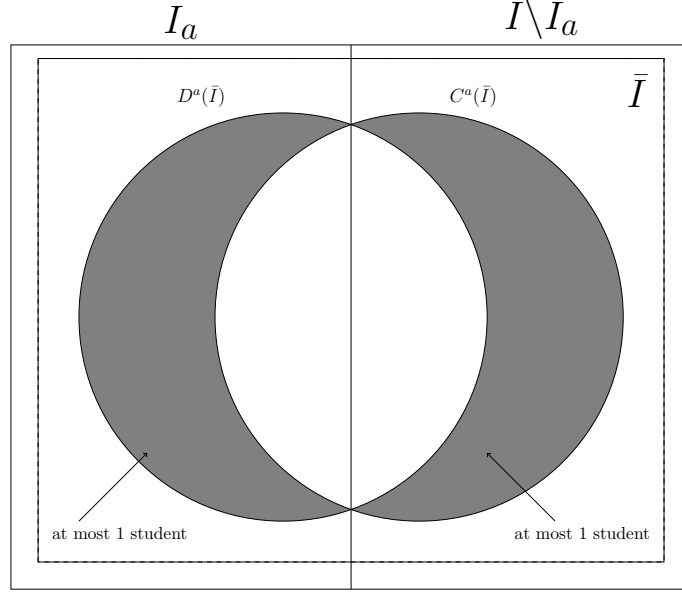 I_a I\I_a
D^a(Ī) C^a(Ī) Ī
at most 1 student at most 1 student